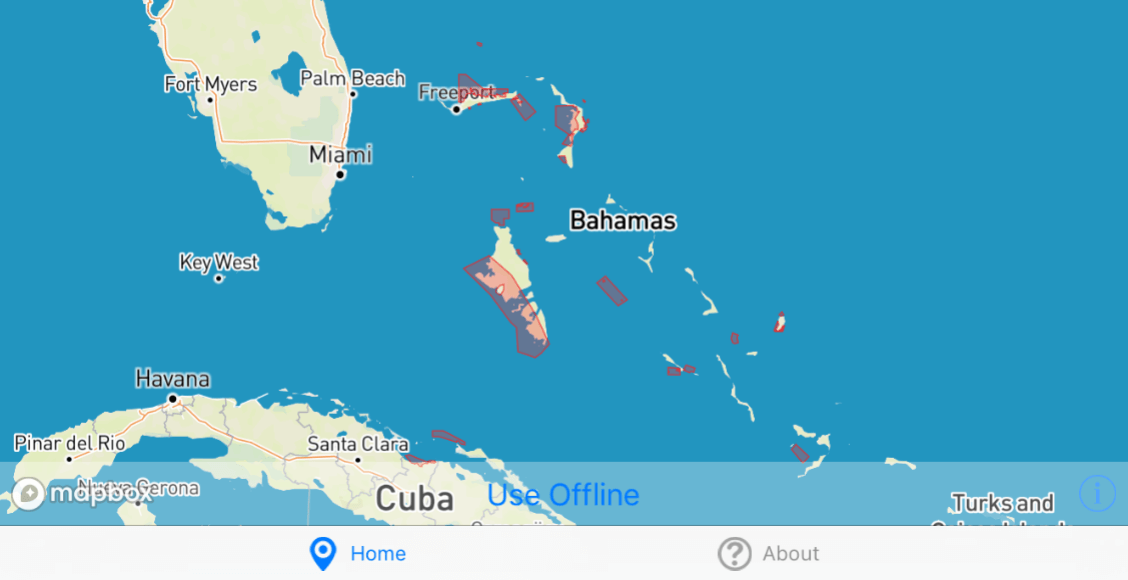 Fort Myers
Palm Beach
Freeport
Miami
Bahamas
Key West
Havana
Pinar del Rio
Santa Clara
mapbox
Nueva Gerona
Cuba
Use Offline
Turks and
Home
About